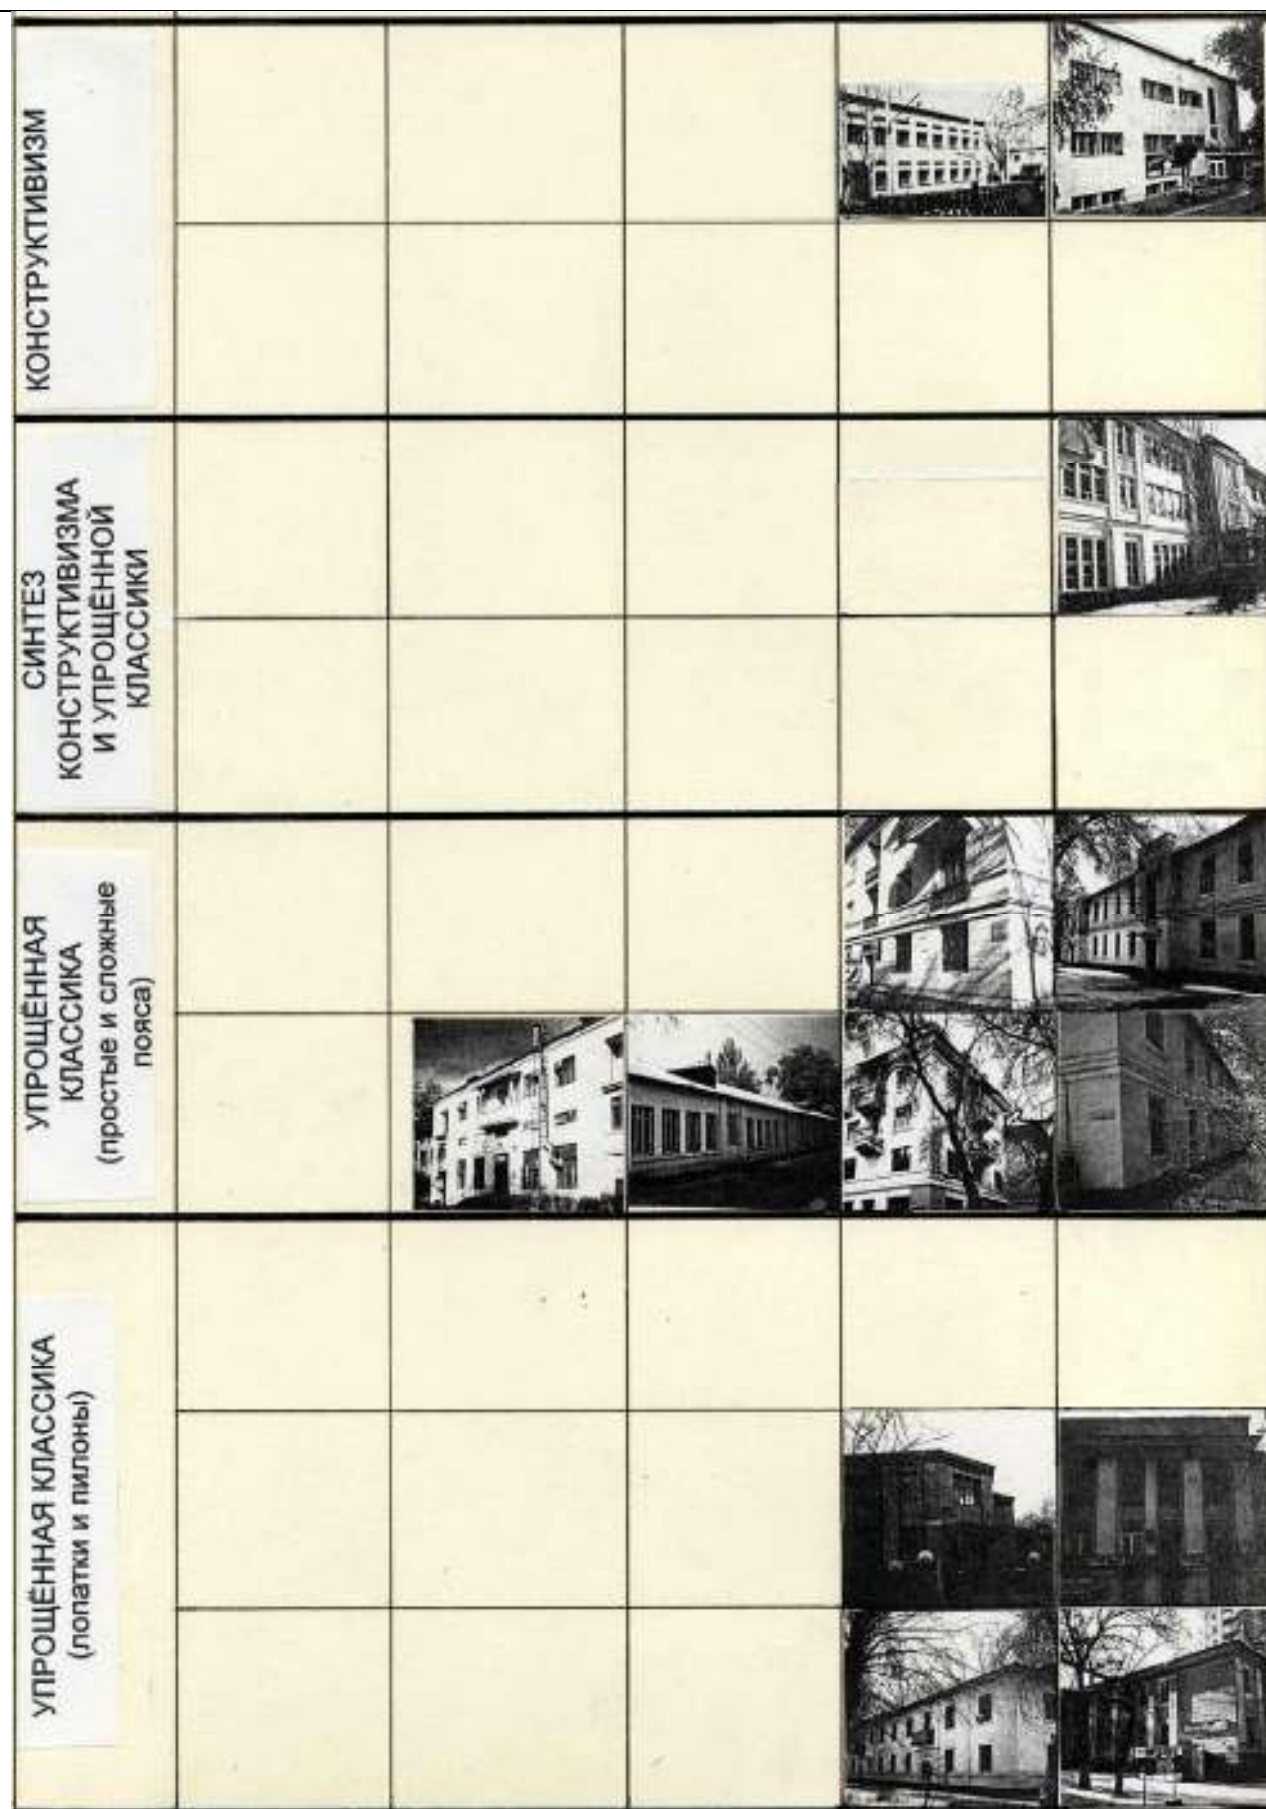 КОНСТРУКТИВИЗМ
СИНТЕЗ
КОНСТРУКТИВИЗМА
И УПРОЩЁННОЙ
КЛАССИКИ
УПРОЩЁННАЯ
КЛАССИКА
(простые и сложные
пояса)
УПРОЩЁННАЯ КЛАССИКА
(лопатки и пилоны)